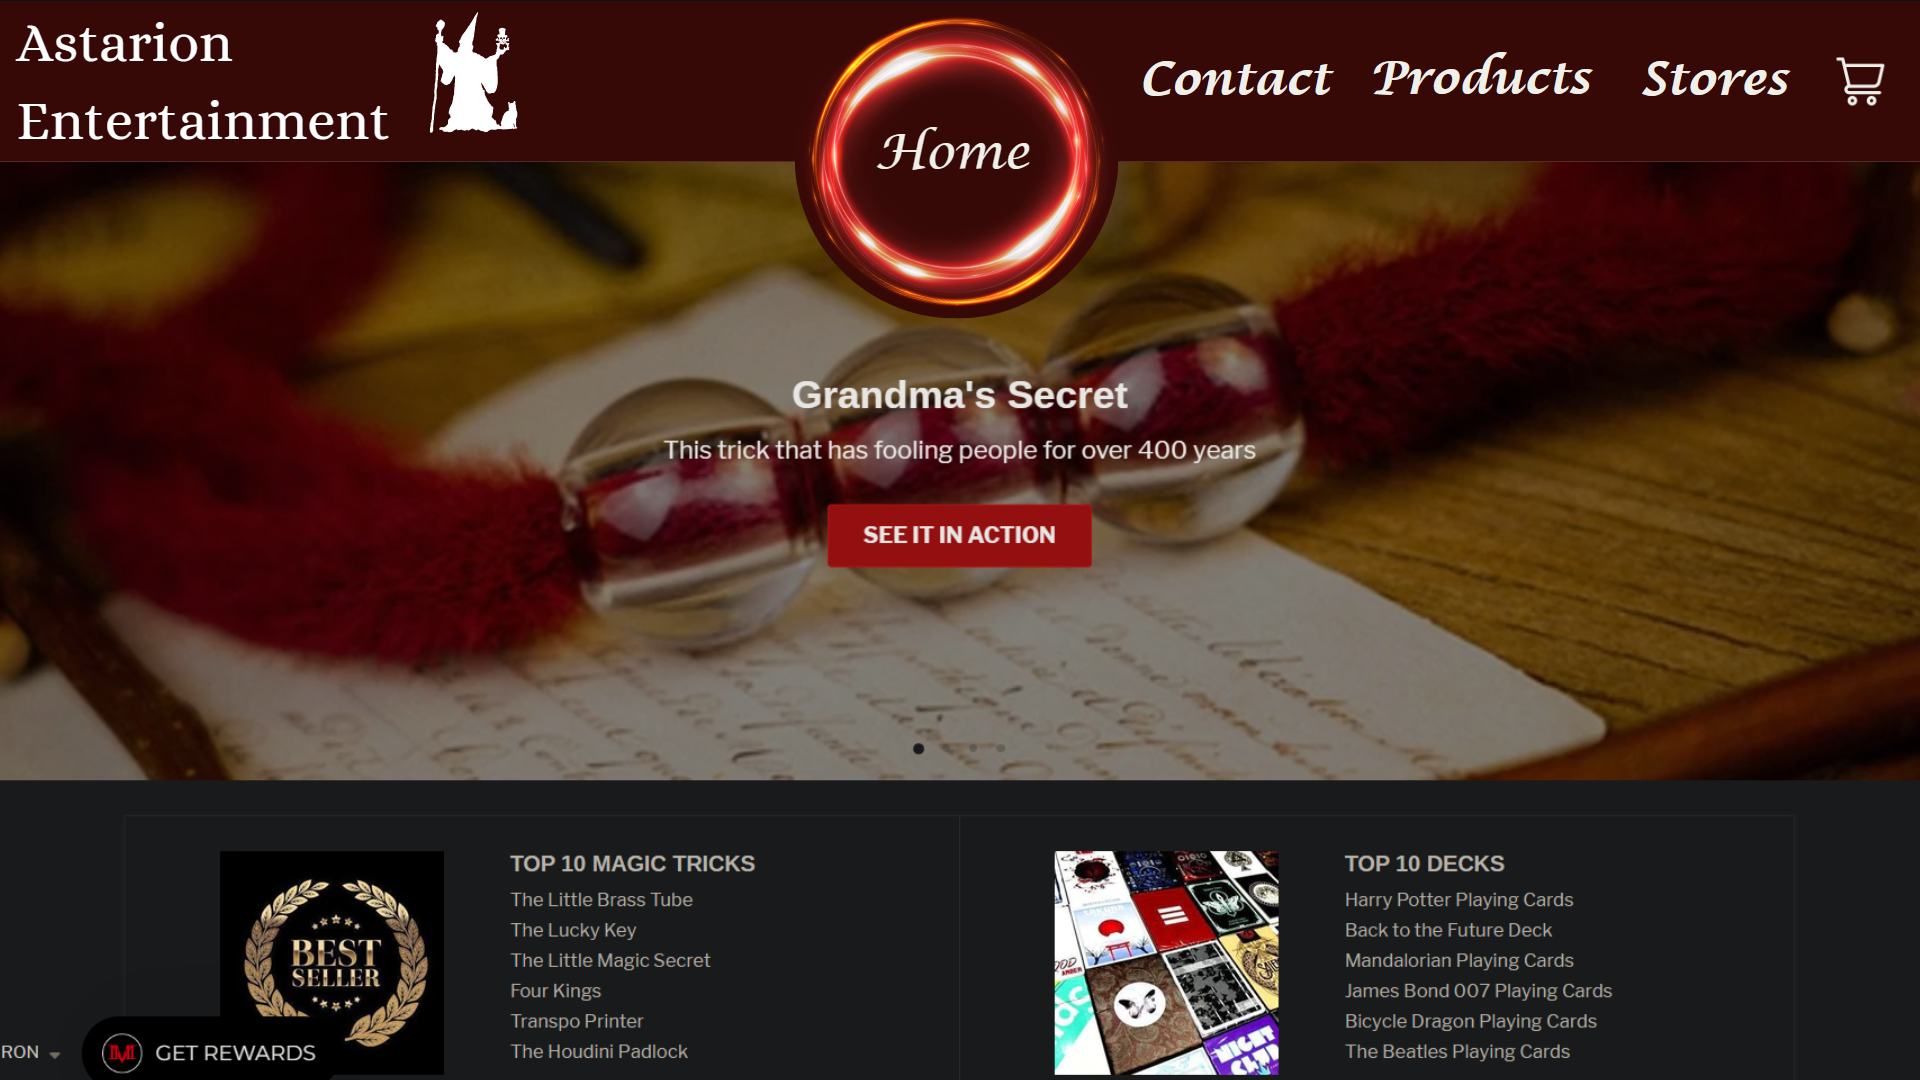 Astarion
Entertainment
Home
Contact Products Stores
Grandma's Secret
This trick that has fooling people for over 400 years
SEE IT IN ACTION
BEST
SELLER
TOP 10 MAGIC TRICKS
The Little Brass Tube
The Lucky Key
The Little Magic Secret
Four Kings
Transpo Printer
The Houdini Padlock
TOP 10 DECKS
Harry Potter Playing Cards
Back to the Future Deck
Mandalorian Playing Cards
James Bond 007 Playing Cards
Bicycle Dragon Playing Cards
The Beatles Playing Cards
RON
GET REWARDS